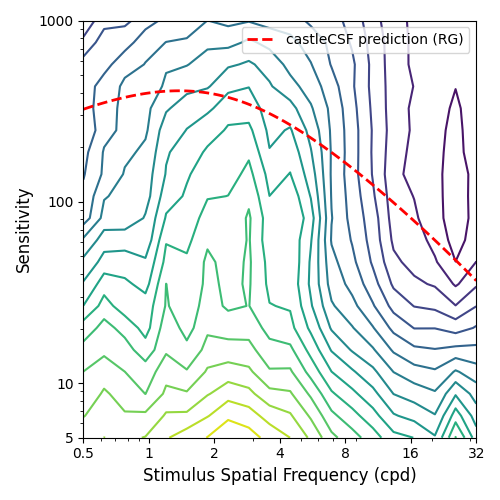 1000
castleCSF prediction (RG)
100
Sensitivity
10
5
0.5 1 2 4 8 16 32
Stimulus Spatial Frequency (cpd)